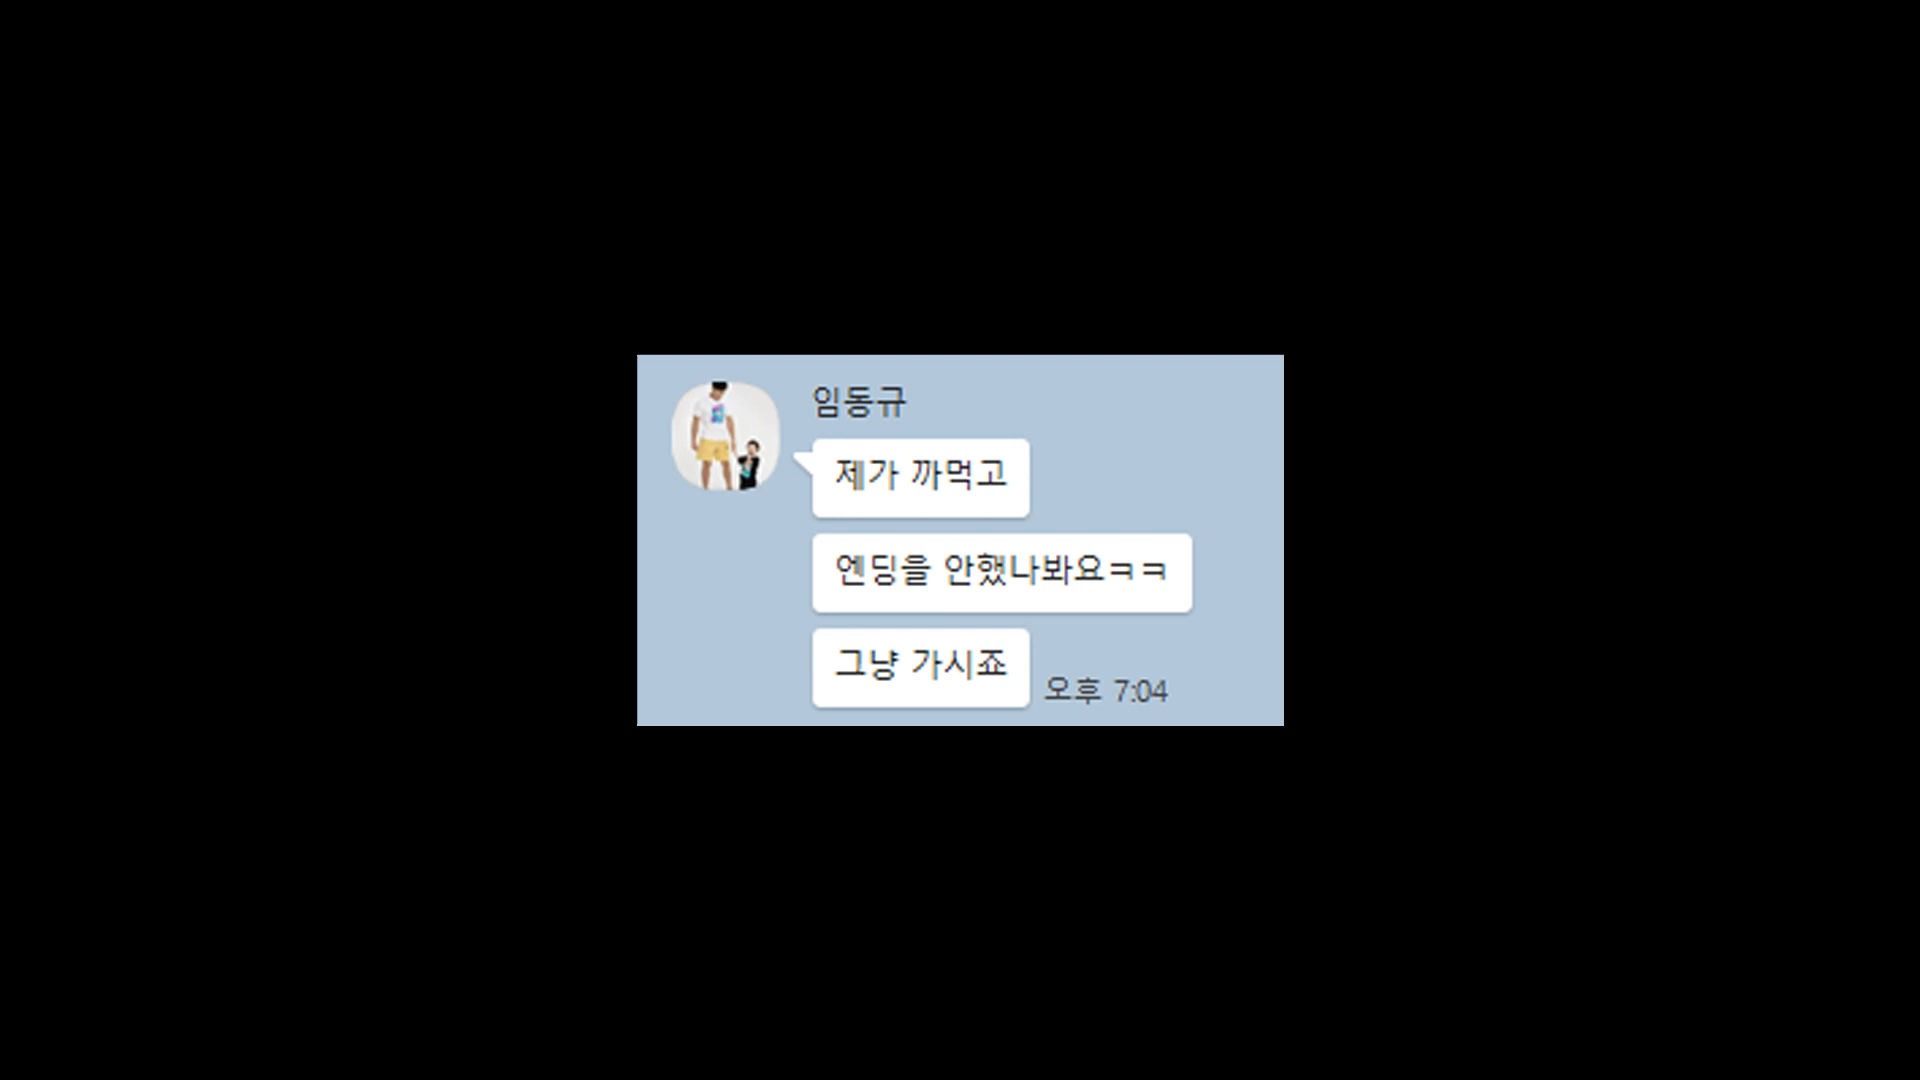 임동규
제가 까먹고
엔딩을 안했나봐요ㅋㅋ
그냥 가시죠
오후 7:04